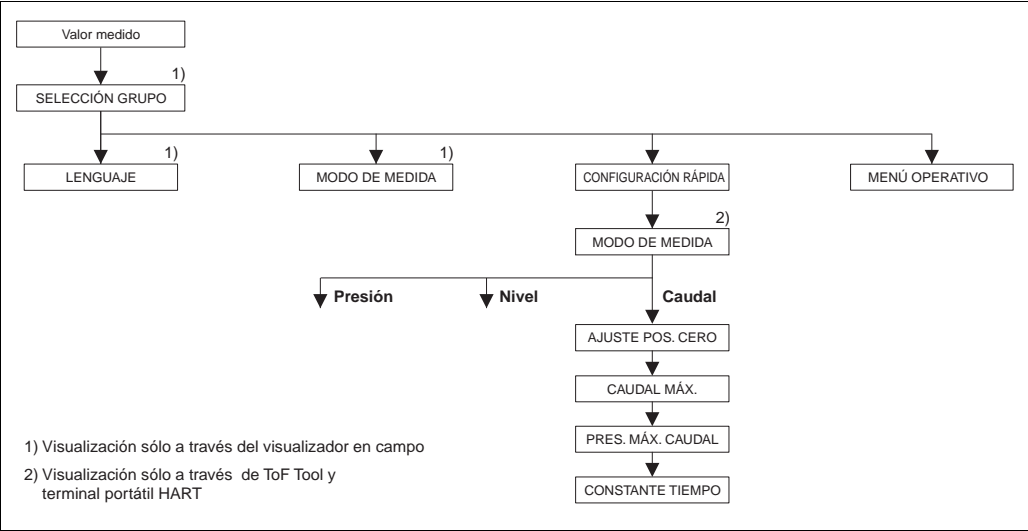 Valor medido
1)
SELECCIÓN GRUPO
1)
1)
LENGUAJE
MODO DE MEDIDA
CONFIGURACIÓN RÁPIDA
MENÚ OPERATIVO
2)
MODO DE MEDIDA
Presión
Nivel
Caudal
AJUSTE POS. CERO
CAUDAL MÁX.
PRES. MÁX. CAUDAL
CONSTANTE TIEMPO
1) Visualización sólo a través del visualizador en campo
2) Visualización sólo a través de ToF Tool y
terminal portátil HART